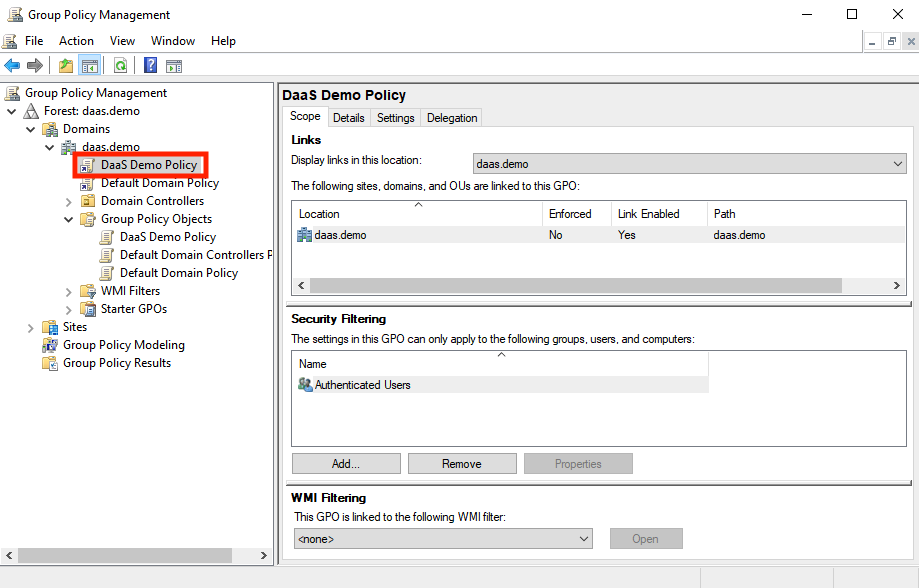 Group Policy Management
File Action View Window Help
Group Policy Management
Forest: daas.demo
Domains
daas.demo
DaaS Demo Policy
Default Domain Policy
Domain Controllers
Group Policy Objects
DaaS Demo Policy
Default Domain Controllers P
Default Domain Policy
WMI Filters
Starter GPOs
Sites
Group Policy Modeling
Group Policy Results
DaaS Demo Policy
Scope Details Settings Delegation
Links
Display links in this location: daas.demo
The following sites, domains, and OUs are linked to this GPO:
Location Enforced Link Enabled Path
daas.demo No Yes daas.demo
Security Filtering
The settings in this GPO can only apply to the following groups, users, and computers:
Name
Authenticated Users
Add... Remove Properties
WMI Filtering
This GPO is linked to the following WMI filter:
<none> Open